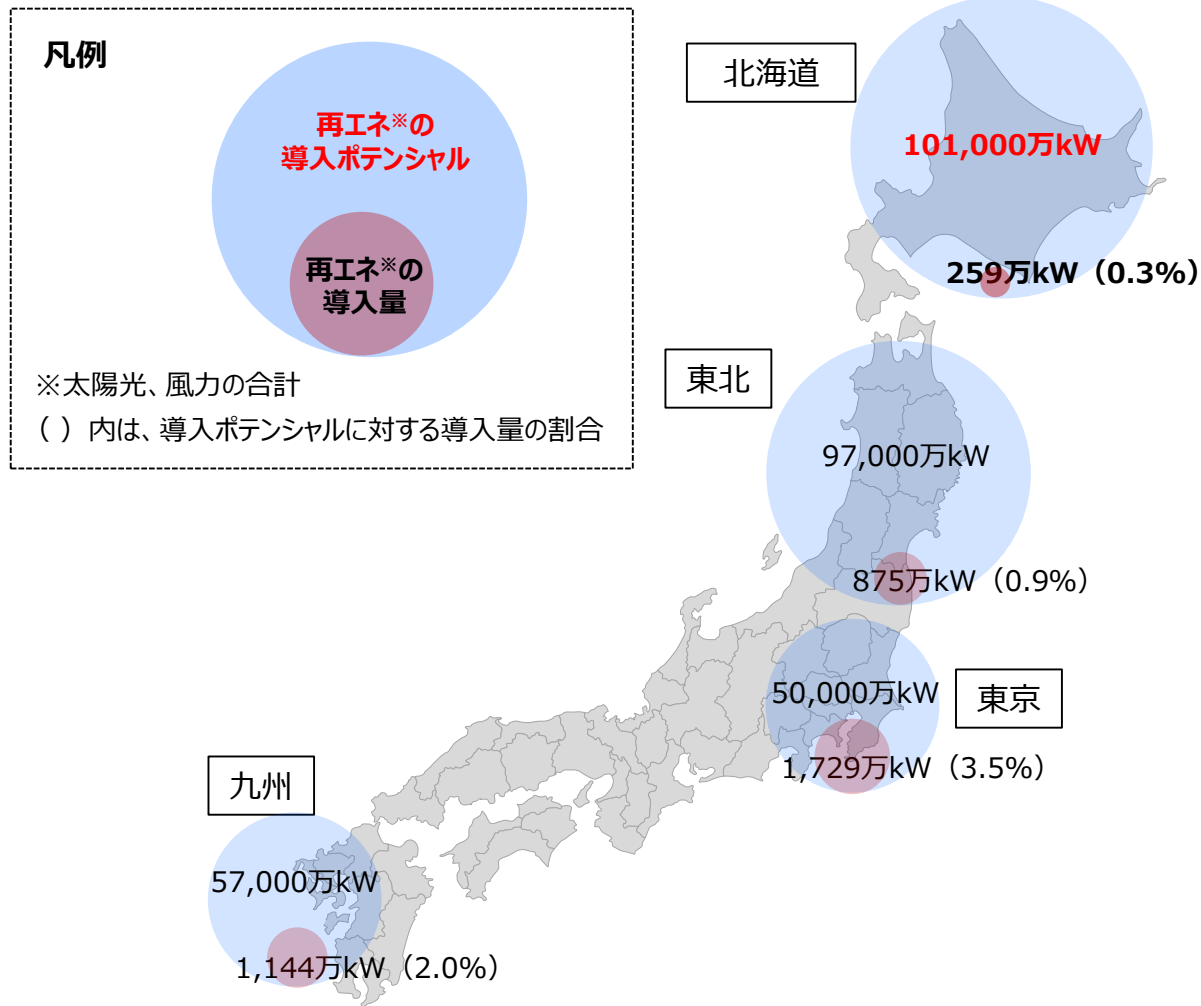 凡例
再エネ※の
導入ポテンシャル
再エネ※の
導入量
※太陽光、風力の合計
( ) 内は、導入ポテンシャルに対する導入量の割合
北海道
101,000万kW
259万kW（0.3%）
東北
97,000万kW
875万kW（0.9%）
50,000万kW
東京
1,729万kW（3.5%）
九州
57,000万kW
1,144万kW（2.0%）